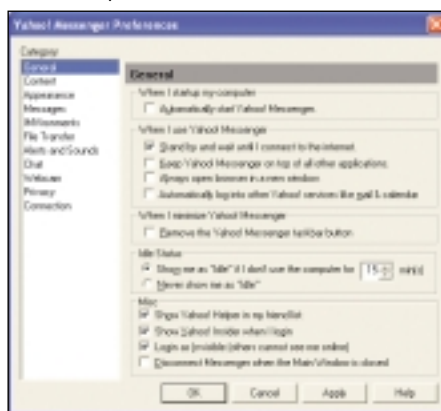 Yahoo! Messenger Preferences
Category
General
Content
Appearance
Messages
IMVironments
File Transfer
Alerts and Sounds
Chat
Webcam
Privacy
Connection
General
When I startup my computer
Automatically start Yahoo! Messenger.
When I use Yahoo! Messenger
Stand by and wait until I connect to the internet.
Keep Yahoo! Messenger on top of all other applications.
Always open browser in a new window
Automatically log into other Yahoo! services like mail & calendar
When I minimize Yahoo! Messenger
Remove the Yahoo! Messenger taskbar button
Idle Status
Show me as "Idle" if I don't use the computer for 15 min(s)
Never show me as "Idle"
Misc
Show Yahoo! Helper in my friend list
Show Yahoo! Insider when I login
Login as Invisible (others cannot see me online)
Disconnect Messenger when the Main Window is closed
OK Cancel Apply Help